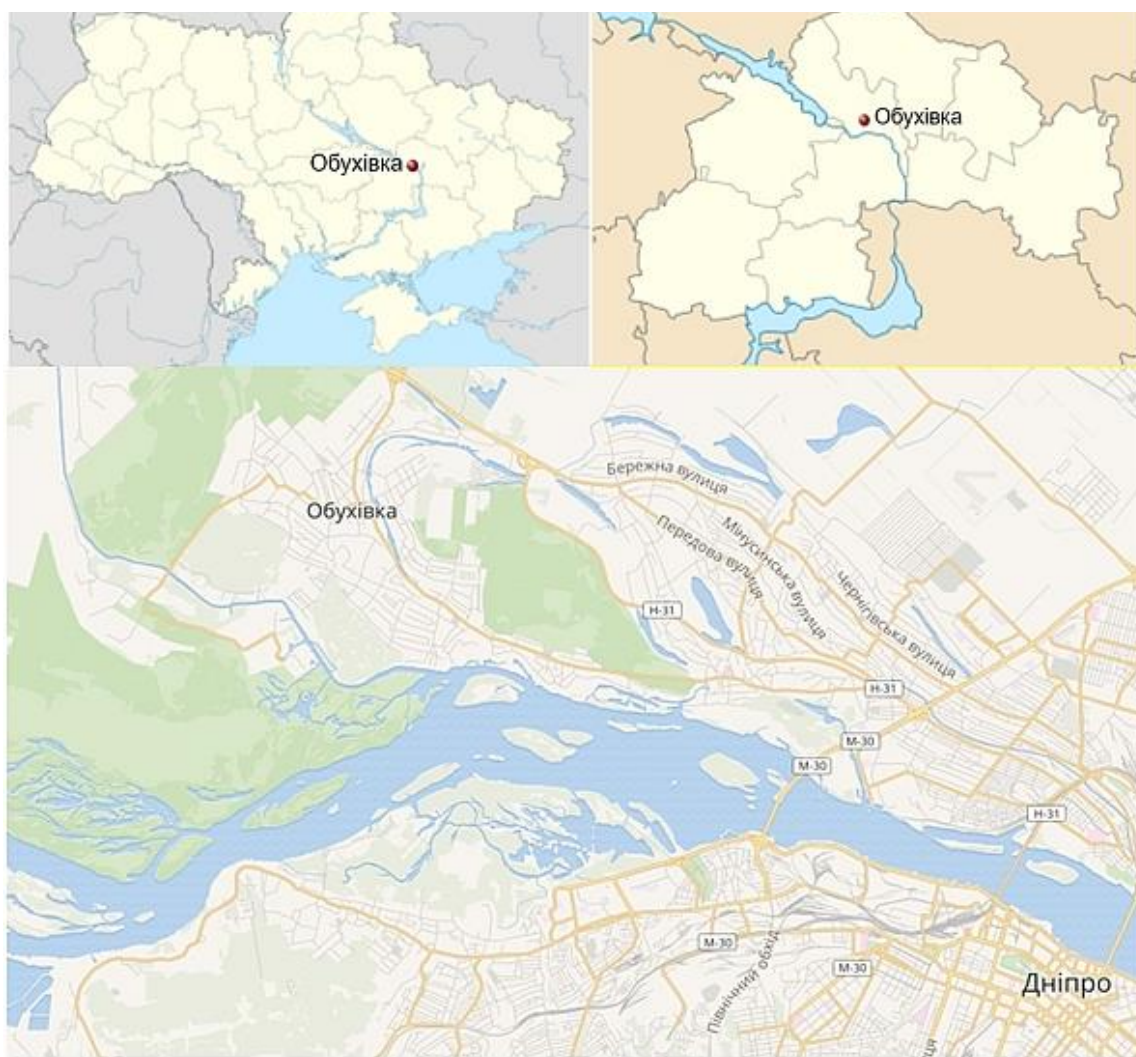 Обухівка
Обухівка
Бережна вулиця
Обухівка
Мінусинська вулиця
Передова вулиця
Чернігівська вулиця
Н-31
Н-31
М-30
М-30
Н-31
М-30
Північний обхід
М-30
Дніпро
ця